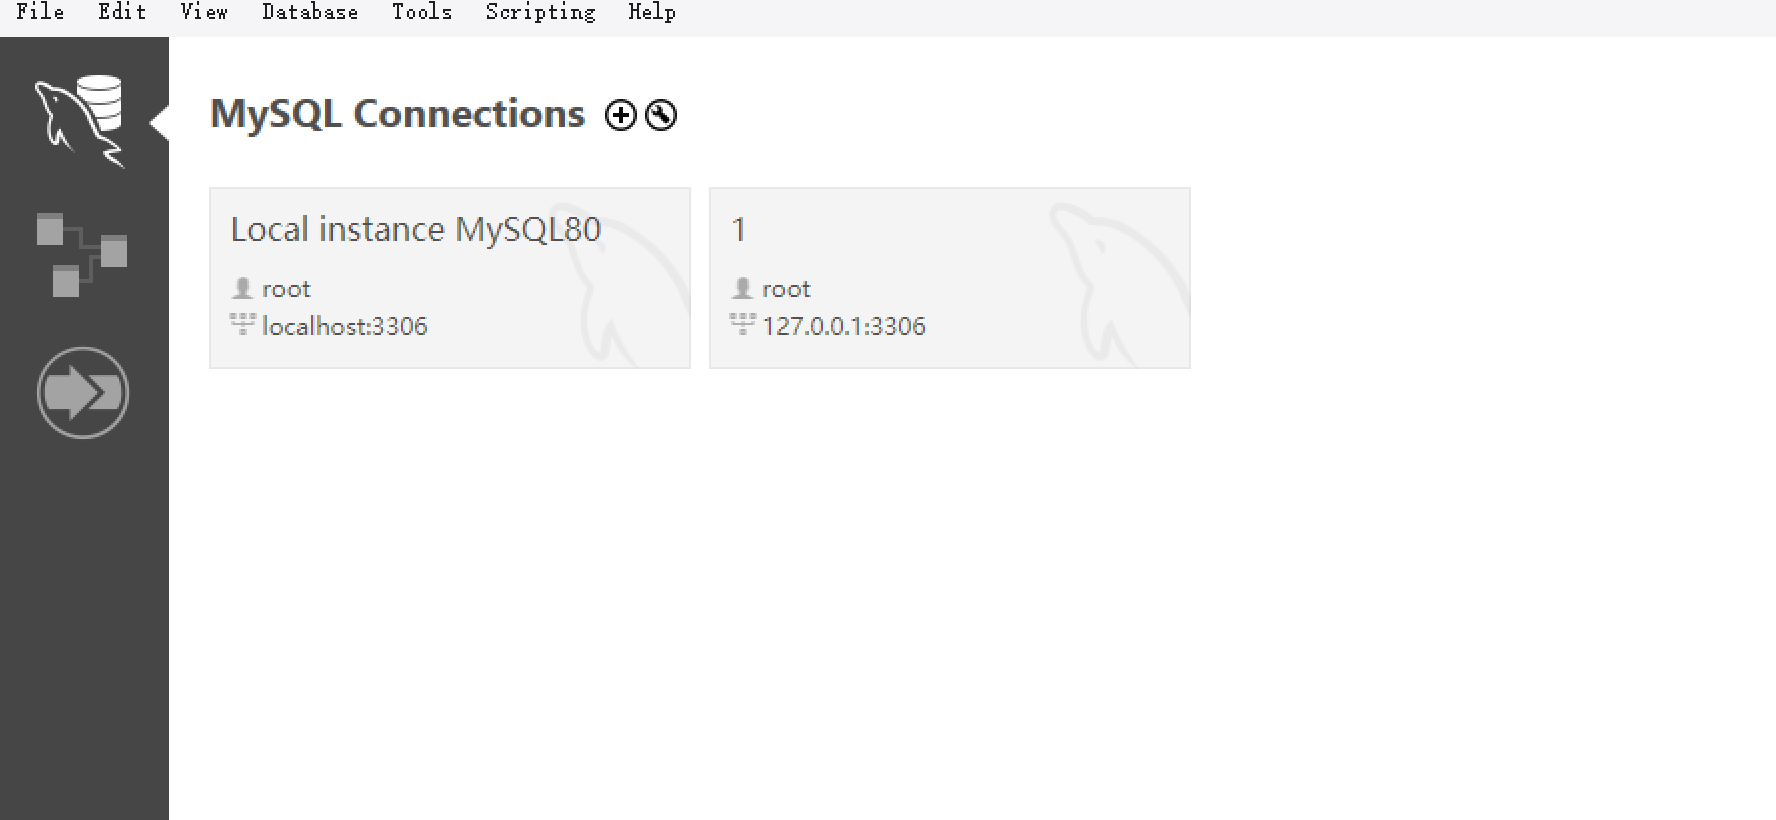 File Edit View Database Tools Scripting Help
MySQL Connections
Local instance MySQL80
root
localhost:3306
1
root
127.0.0.1:3306